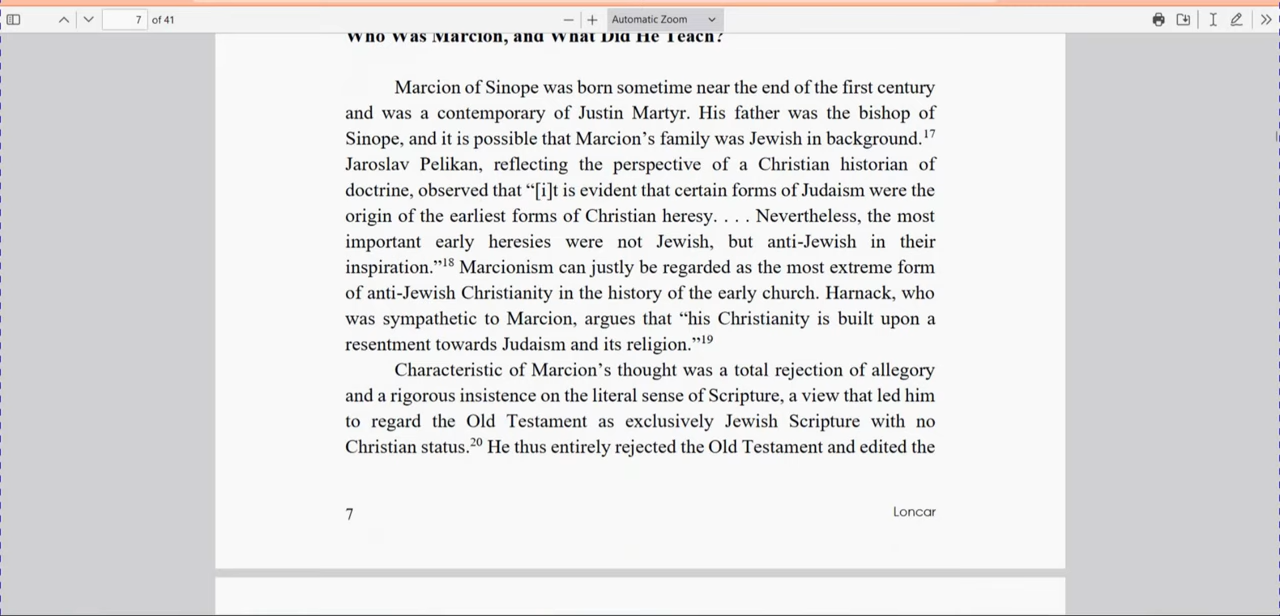 7 of 41
Automatic Zoom
Who Was Marcion, and What Did He Teach?
Marcion of Sinope was born sometime near the end of the first century
and was a contemporary of Justin Martyr. His father was the bishop of
Sinope, and it is possible that Marcion’s family was Jewish in background.17
Jaroslav Pelikan, reflecting the perspective of a Christian historian of
doctrine, observed that “[i]t is evident that certain forms of Judaism were the
origin of the earliest forms of Christian heresy. . . . Nevertheless, the most
important early heresies were not Jewish, but anti-Jewish in their
inspiration.”18 Marcionism can justly be regarded as the most extreme form
of anti-Jewish Christianity in the history of the early church. Harnack, who
was sympathetic to Marcion, argues that “his Christianity is built upon a
resentment towards Judaism and its religion.”19
Characteristic of Marcion’s thought was a total rejection of allegory
and a rigorous insistence on the literal sense of Scripture, a view that led him
to regard the Old Testament as exclusively Jewish Scripture with no
Christian status.20 He thus entirely rejected the Old Testament and edited the
7 Loncar